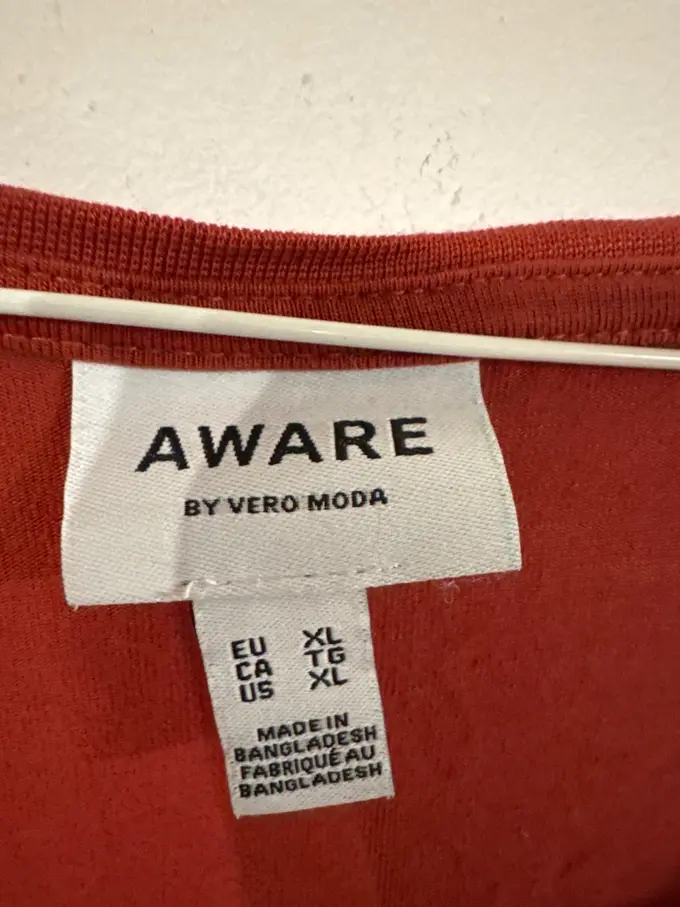 AWARE
BY VERO MODA
EU XL
CA TG
US XL
MADE IN
BANGLADESH
FABRIQUÉ AU
BANGLADESH